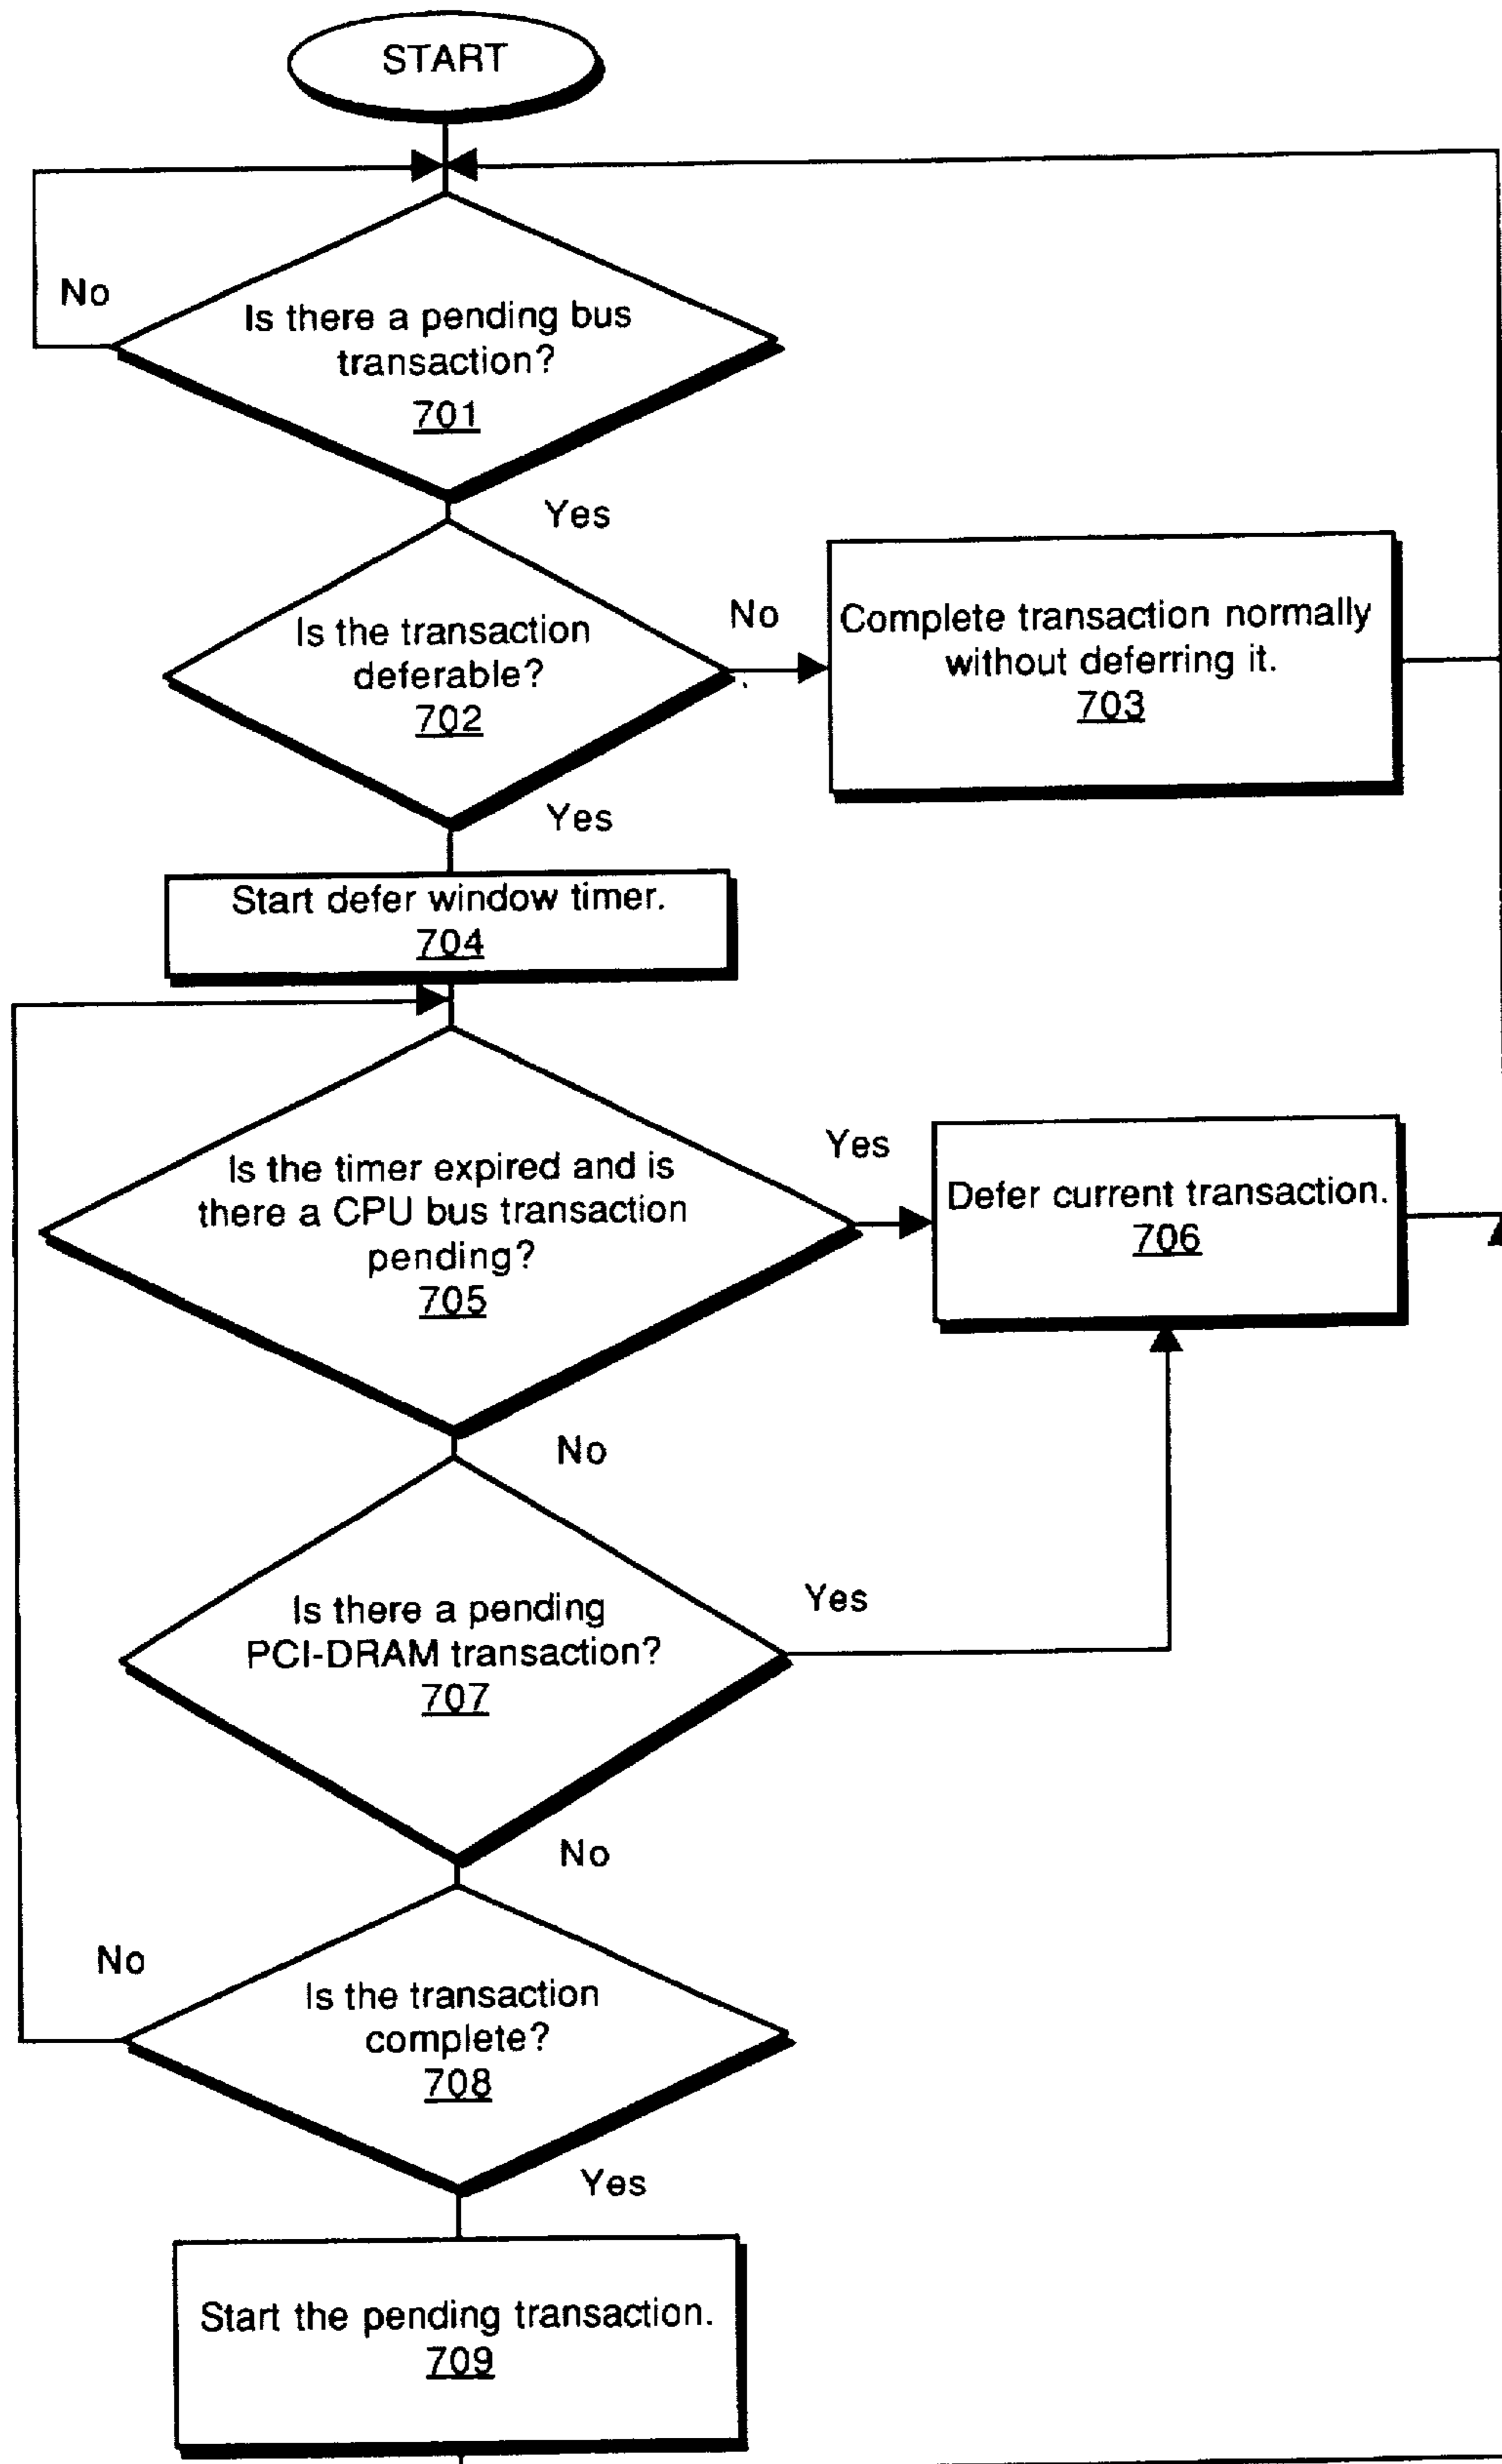 START
No
Is there a pending bus
transaction?
701
Yes
Is the transaction
deferable?
702
No
Complete transaction normally
without deferring it.
703
Yes
Start defer window timer.
704
Is the timer expired and is
there a CPU bus transaction
pending?
705
Yes
Defer current transaction.
706
No
Is there a pending
PCI-DRAM transaction?
707
Yes
No
No
Is the transaction
complete?
708
Yes
Start the pending transaction.
709